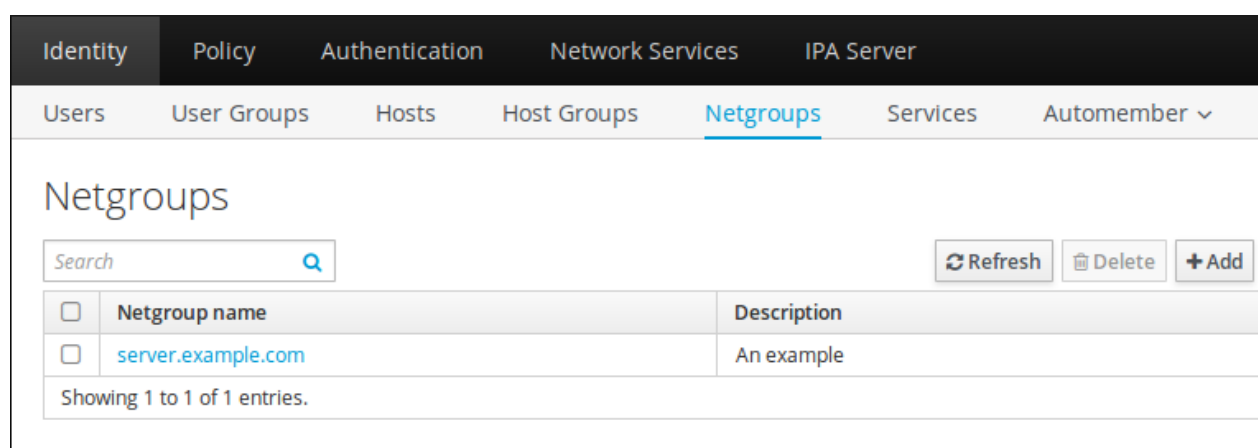 Identity Policy Authentication Network Services IPA Server
Users User Groups Hosts Host Groups Netgroups Services Automember
Netgroups
Search Refresh Delete +Add
Netgroup name Description
server.example.com An example
Showing 1 to 1 of 1 entries.